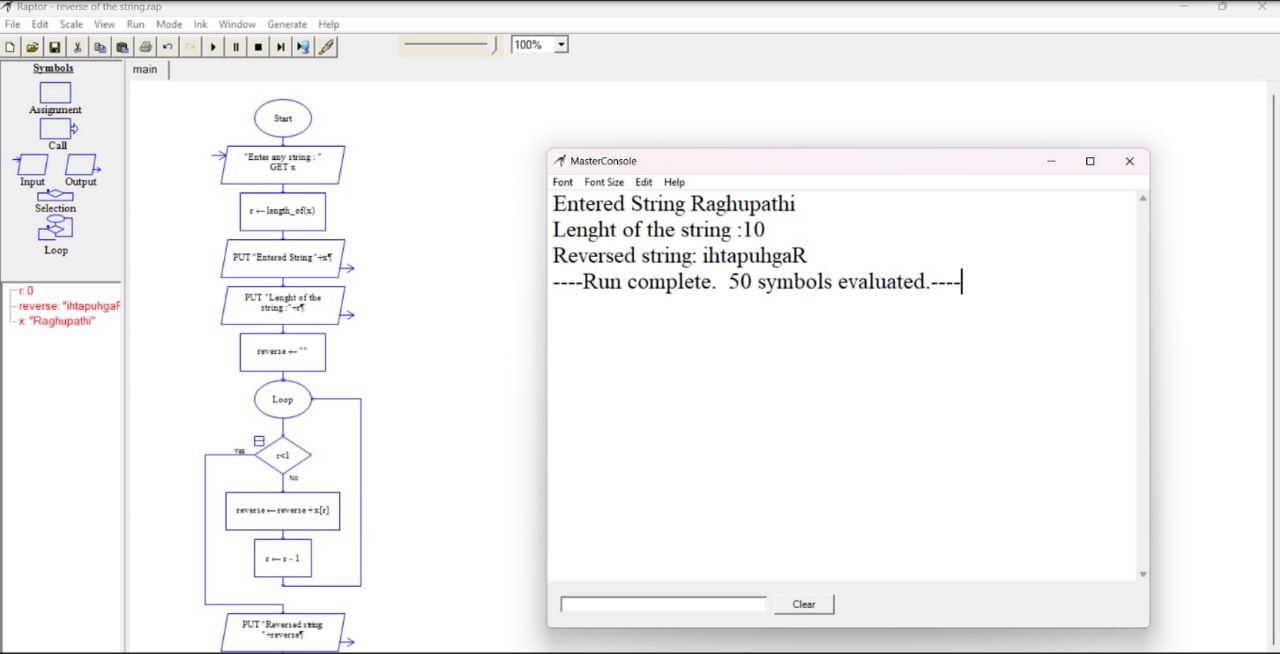 Raptor - reverse of the string.rap
File Edit Scale View Run Mode Ink Window Generate Help
100%
Symbols
main
Assignment
Call
Input Output
Selection
Loop
r: 0
reverse: "ihtapuhgaR
x: "Raghupathi"
Start
"Enter any string : "
GET x
r ← length_of(x)
PUT "Entered String "+x¶
PUT "Lenght of the
string :"+r¶
reverse ← ""
Loop
Yes
r<1
No
reverse ← reverse +x[r]
r ← r - 1
PUT "Reversed string:
"+reverse¶
MasterConsole
Font Font Size Edit Help
Entered String Raghupathi
Lenght of the string :10
Reversed string: ihtapuhgaR
----Run complete.  50 symbols evaluated.----
Clear